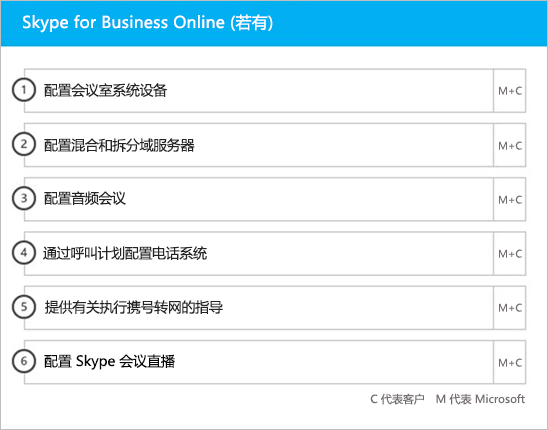 Skype for Business Online (若有)
1 配置会议室系统设备 M+C
2 配置混合和拆分域服务器 M+C
3 配置音频会议 M+C
4 通过呼叫计划配置电话系统 M+C
5 提供有关执行携号转网的指导 M+C
6 配置 Skype 会议直播 M+C
C 代表客户 M 代表 Microsoft